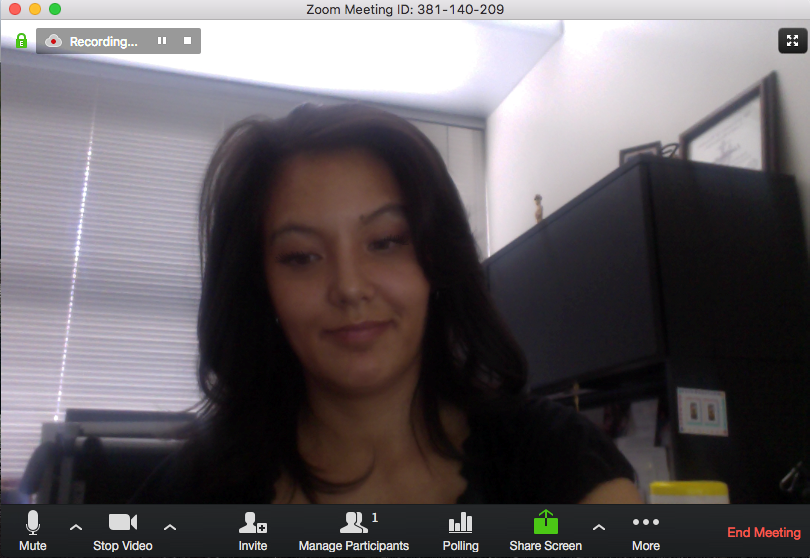 Zoom Meeting ID: 381-140-209
E
Recording...
1
Mute
Stop Video
Invite
Manage Participants
Polling
Share Screen
More
End Meeting